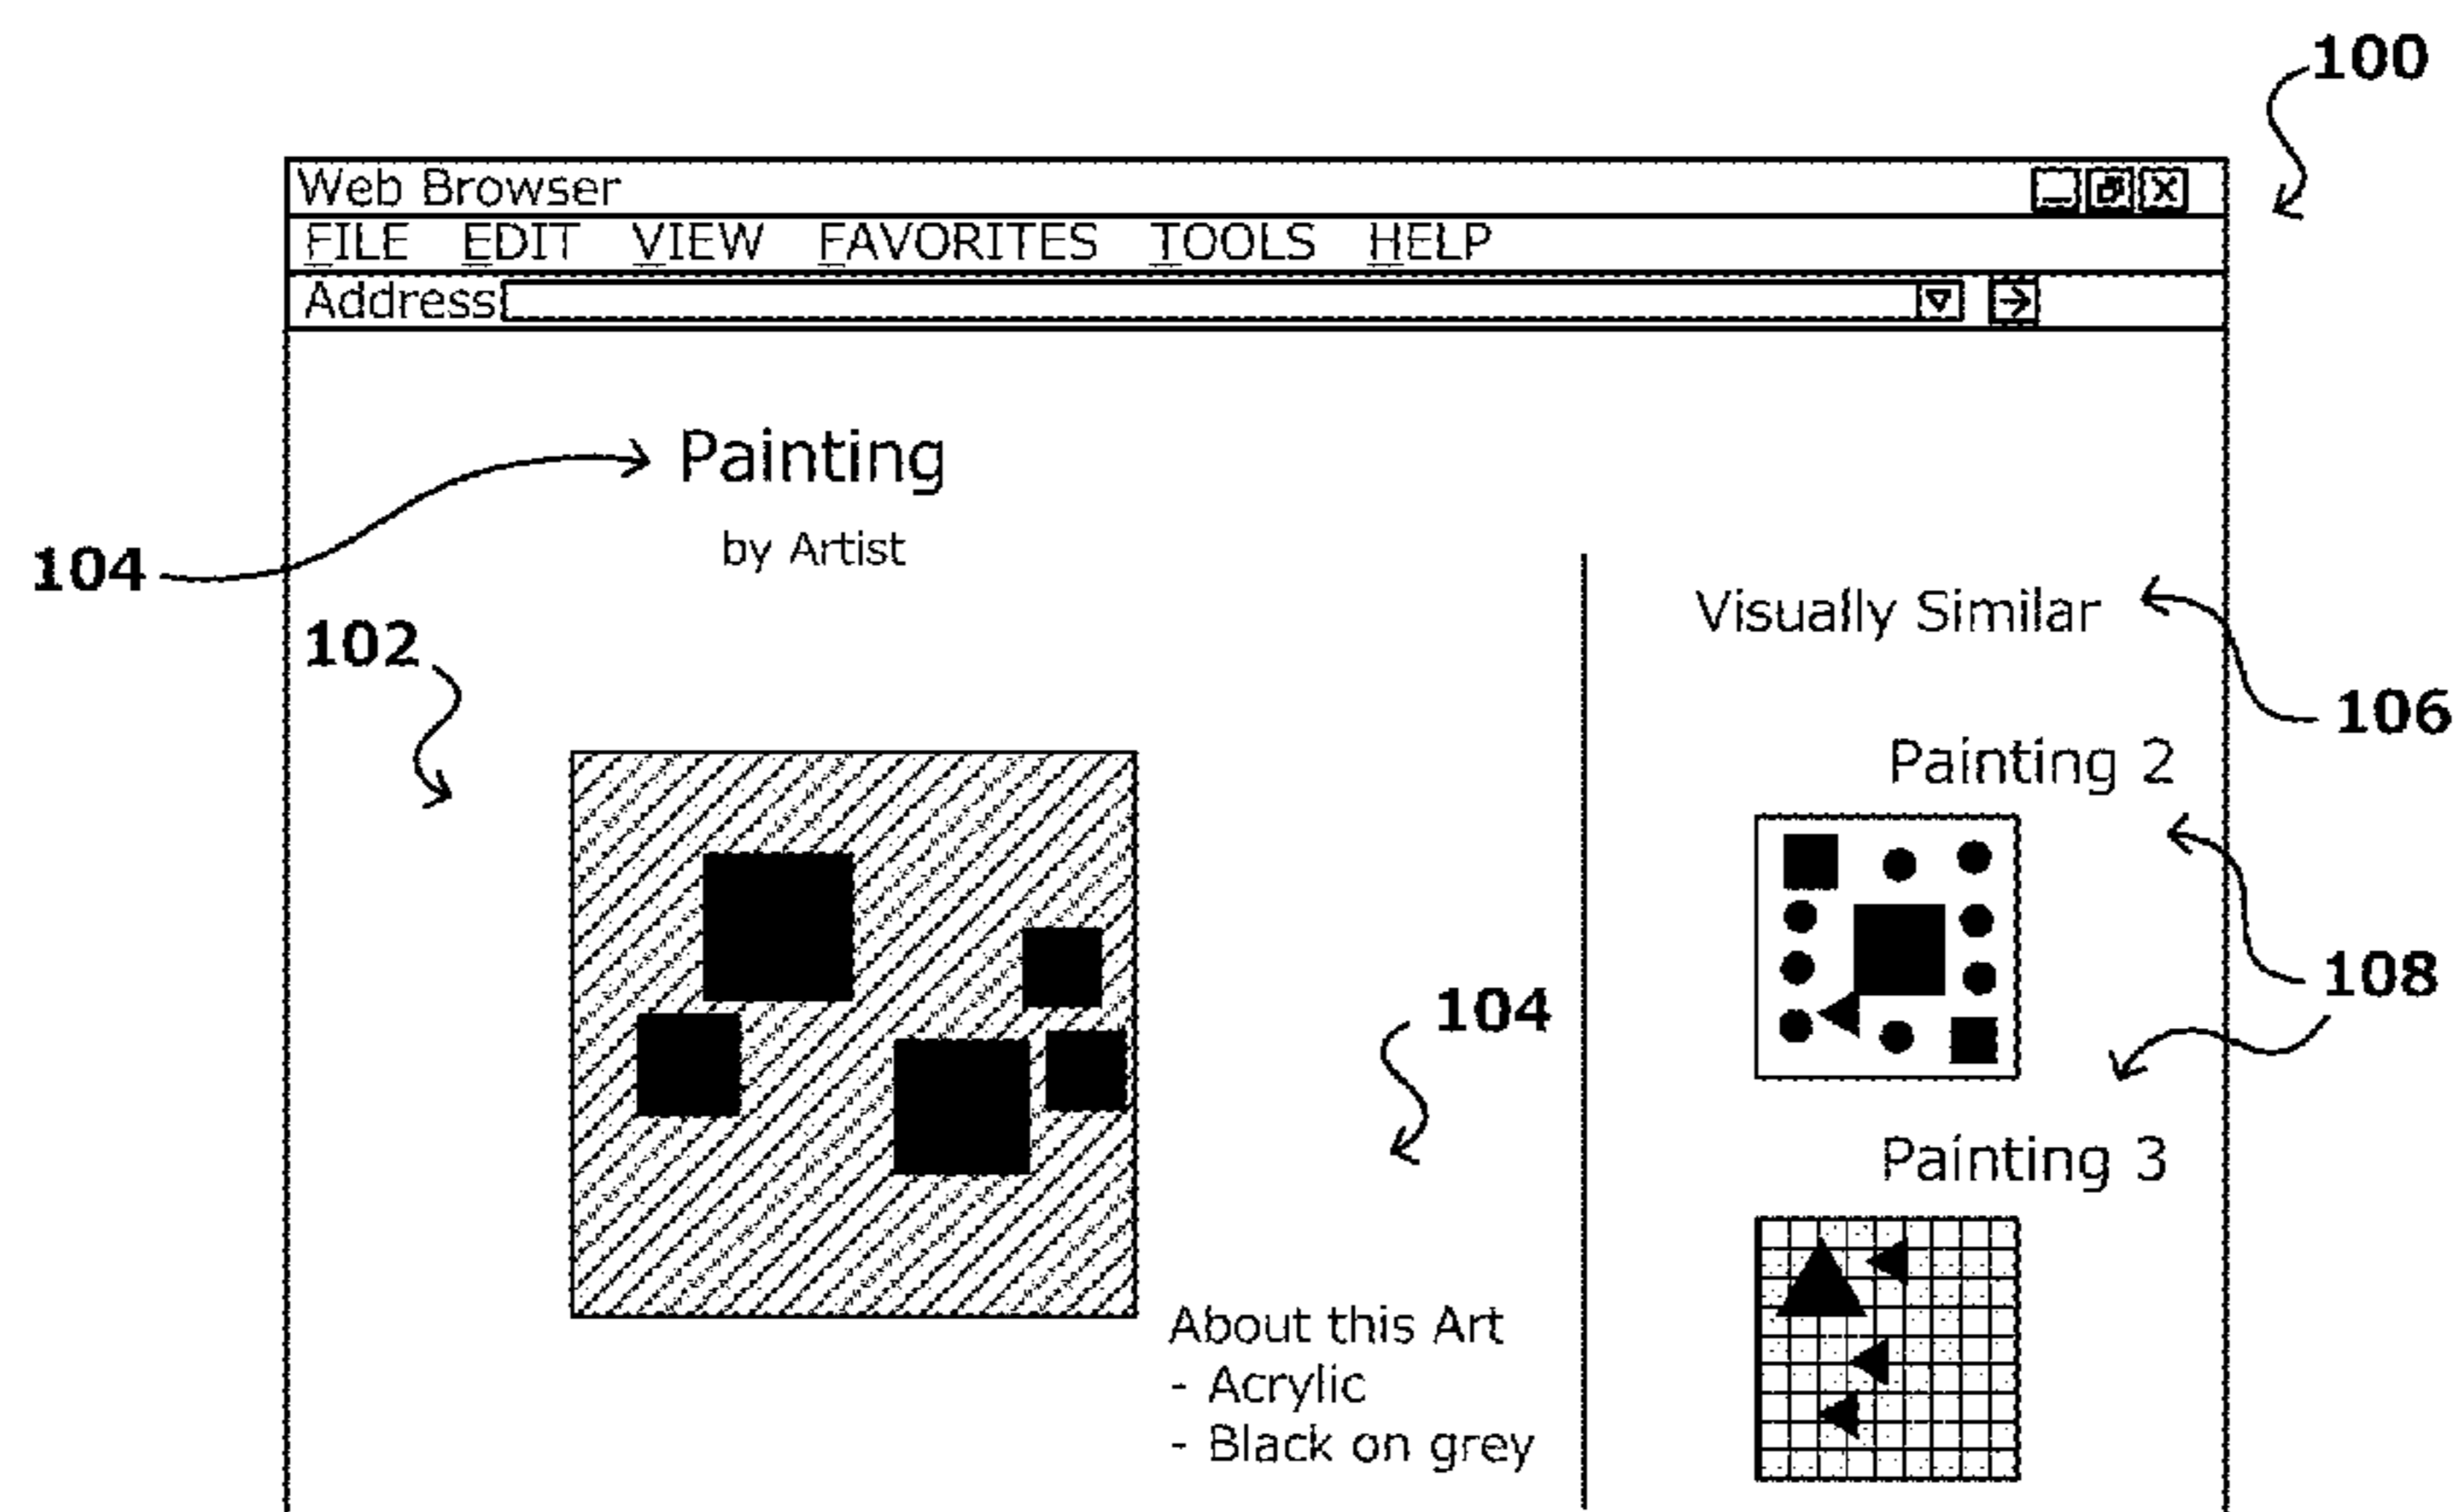 100
Web Browser
FILE EDIT VIEW FAVORITES TOOLS HELP
Address
Painting
by Artist
104
102
Visually Similar
106
Painting 2
108
104
Painting 3
About this Art
- Acrylic
- Black on grey